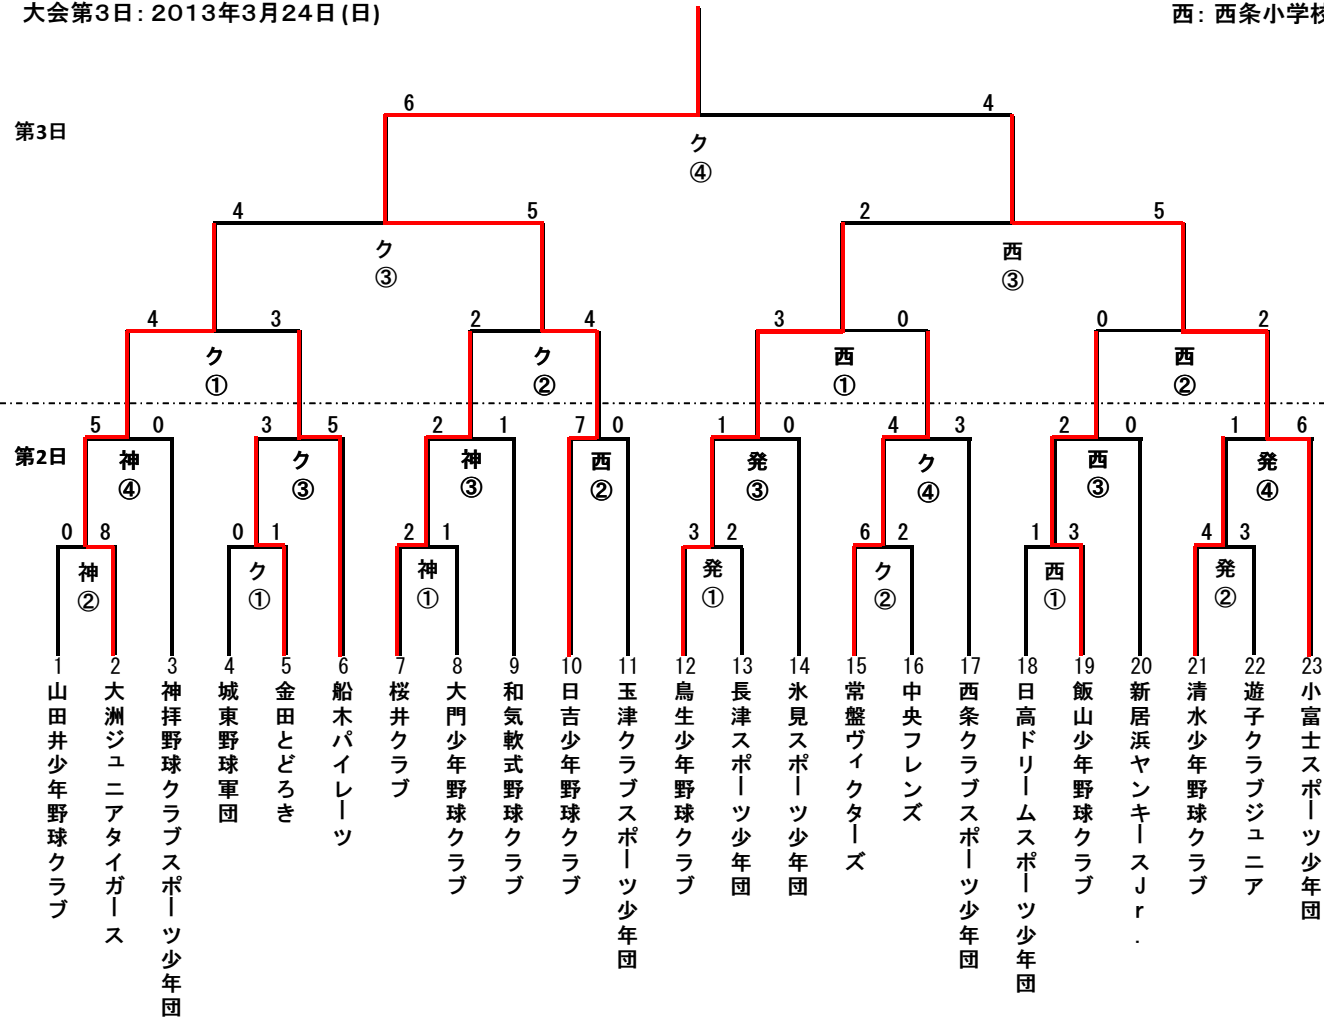 大会第3日: 2013年3月24日(日)
西: 西条小学校
6 4
第3日
ク
④
4 5 2 5
ク 西
③ ③
4 3 2 4 3 0 0 2
ク ク 西 西
① ② ① ②
5 0 3 5 2 1 7 0 1 0 4 3 2 0 1 6
第2日
神 ク 神 西 発 ク 西 発
④ ③ ③ ② ③ ④ ③ ④
0 8 0 1 2 1 3 2 6 2 1 3 4 3
神 ク 神 発 ク 西 発
② ① ① ① ② ① ②
1 2 3 4 5 6 7 8 9 10 11 12 13 14 15 16 17 18 19 20 21 22 23
山田井少年野球クラブ
大洲ジュニアタイガース
神拝野球クラブスポーツ少年団
城東野球軍団
金田とどろき
船木パイレーツ
桜井クラブ
大門少年野球クラブ
和気軟式野球クラブ
日吉少年野球クラブ
玉津クラブスポーツ少年団
鳥生少年野球クラブ
長津スポーツ少年団
氷見スポーツ少年団
常盤ヴィクターズ
中央フレンズ
西条クラブスポーツ少年団
日高ドリームスポーツ少年団
飯山少年野球クラブ
新居浜ヤンキースJr.
清水少年野球クラブ
遊子クラブジュニア
小富士スポーツ少年団